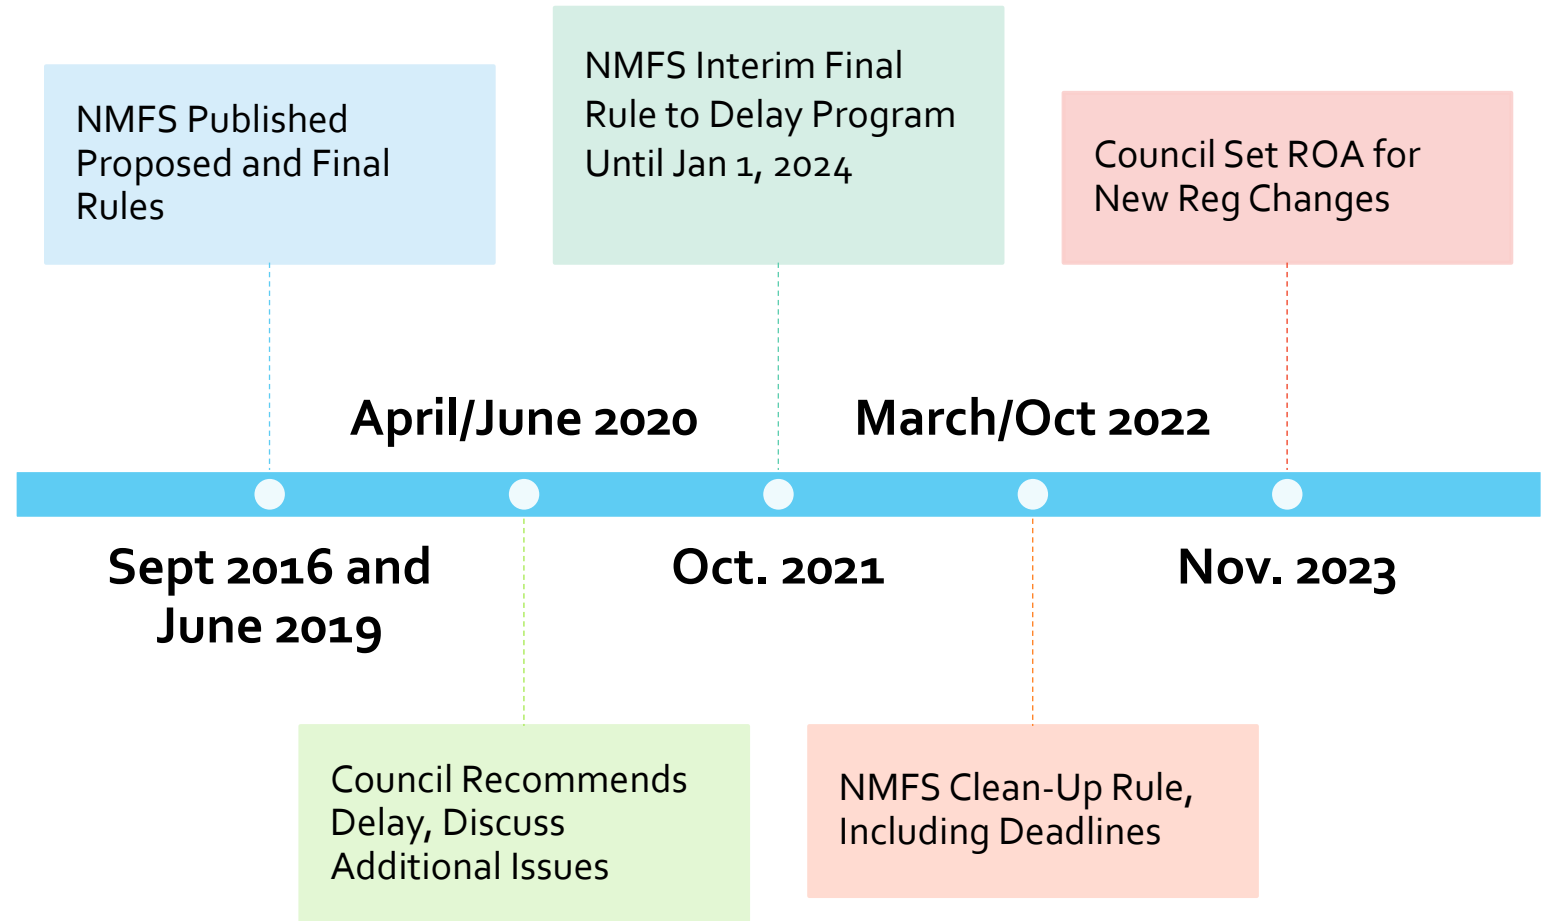 NMFS Published
Proposed and Final
Rules
NMFS Interim Final
Rule to Delay Program
Until Jan 1, 2024
Council Set ROA for
New Reg Changes
April/June 2020
March/Oct 2022
Sept 2016 and
June 2019
Oct. 2021
Nov. 2023
Council Recommends
Delay, Discuss
Additional Issues
NMFS Clean-Up Rule,
Including Deadlines